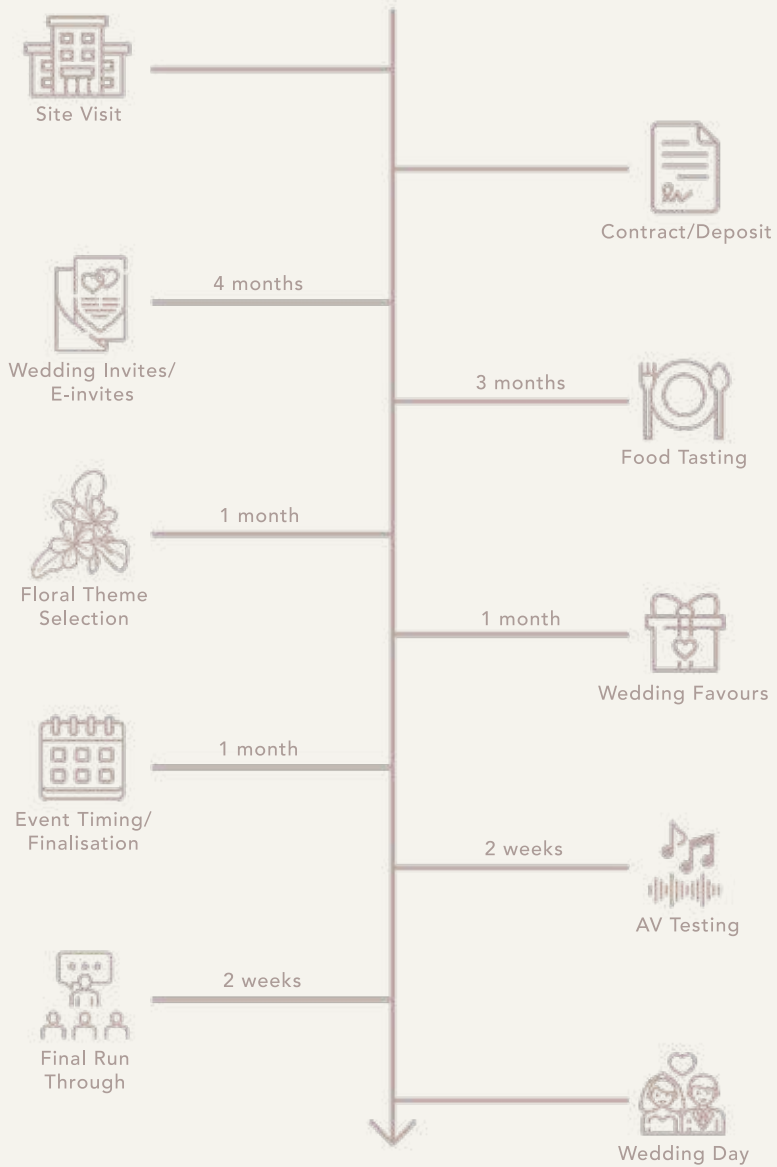 Site Visit
Contract/Deposit
4 months
Wedding Invites/
E-invites
3 months
Food Tasting
1 month
Floral Theme
Selection
1 month
Wedding Favours
1 month
Event Timing/
Finalisation
2 weeks
AV Testing
2 weeks
Final Run
Through
Wedding Day